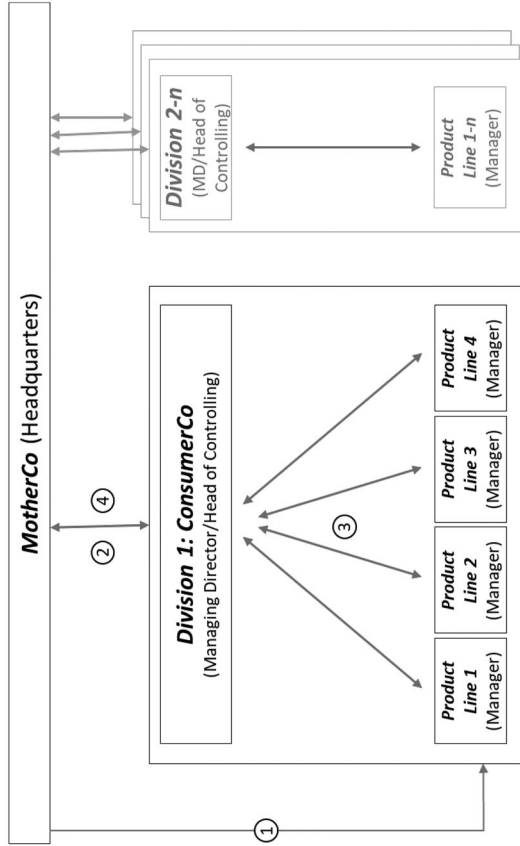 MotherCo (Headquarters)
②
④
①
Division 1: ConsumerCo
(Managing Director/Head of Controlling)
③
Product
Line 1
(Manager)
Product
Line 2
(Manager)
Product
Line 3
(Manager)
Product
Line 4
(Manager)
Division 2-n
(MD/Head of
Controlling)
Product
Line 1-n
(Manager)